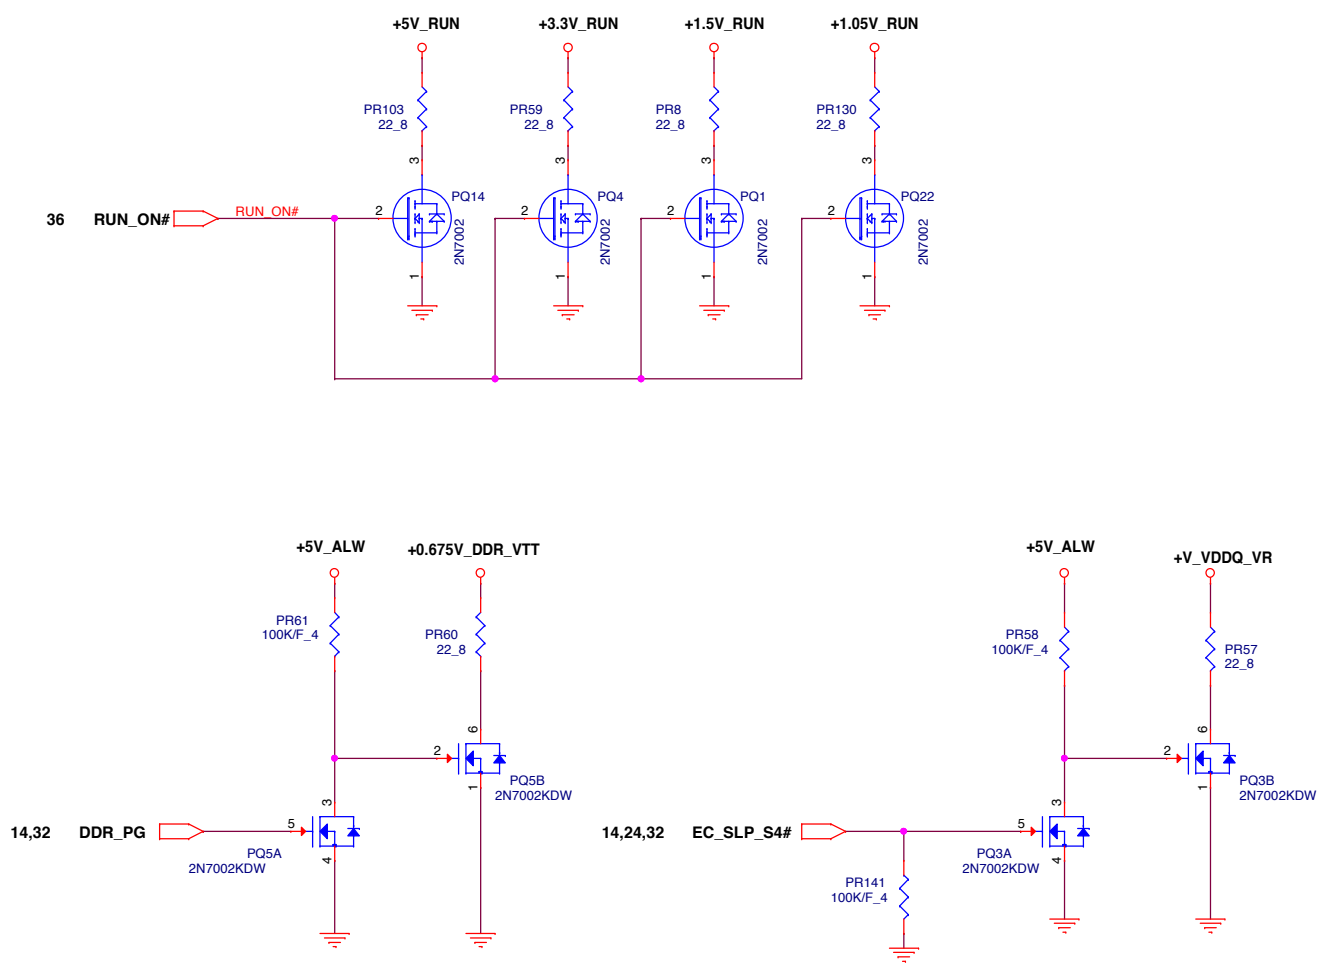 +5V_RUN
+3.3V_RUN
+1.5V_RUN
+1.05V_RUN
PR103
22_8
PR59
22_8
PR8
22_8
PR130
22_8
3
3
3
3
36 RUN_ON#
RUN_ON#
2
PQ14
2N7002
2
PQ4
2N7002
2
PQ1
2N7002
2
PQ22
2N7002
1
1
1
1
+5V_ALW
+0.675V_DDR_VTT
PR61
100K/F_4
PR60
22_8
6
2
PQ5B
2N7002KDW
1
3
14,32 DDR_PG
5
PQ5A
2N7002KDW
4
+5V_ALW
+V_VDDQ_VR
PR58
100K/F_4
PR57
22_8
6
2
PQ3B
2N7002KDW
1
3
14,24,32 EC_SLP_S4#
5
PQ3A
2N7002KDW
4
PR141
100K/F_4